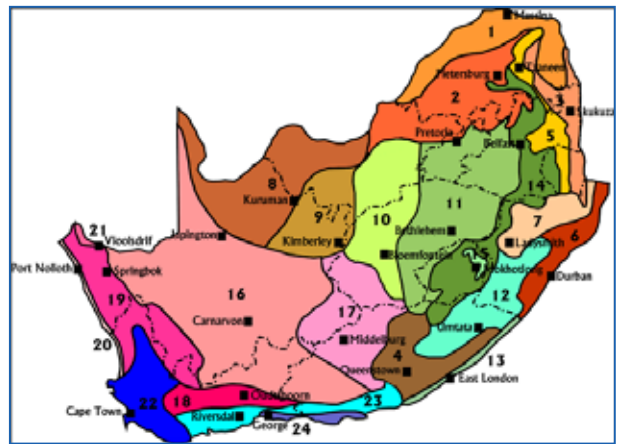 Messina
1
Tzaneen
Pietersburg
2
3
Skukuza
Pretoria
Belfast
5
8
14
Kuruman
9
10
11
7
6
21
Vioolsdrif
Upington
Kimberley
Bethlehem
Ladysmith
Bloemfontein
15
Mokhotlong
Port Nolloth
Springbok
Durban
19
16
12
17
Carnarvon
Umtata
20
Middelburg
4
13
Queenstown
East London
22
18
Oudtshoorn
23
Cape Town
Riversdal
George
24